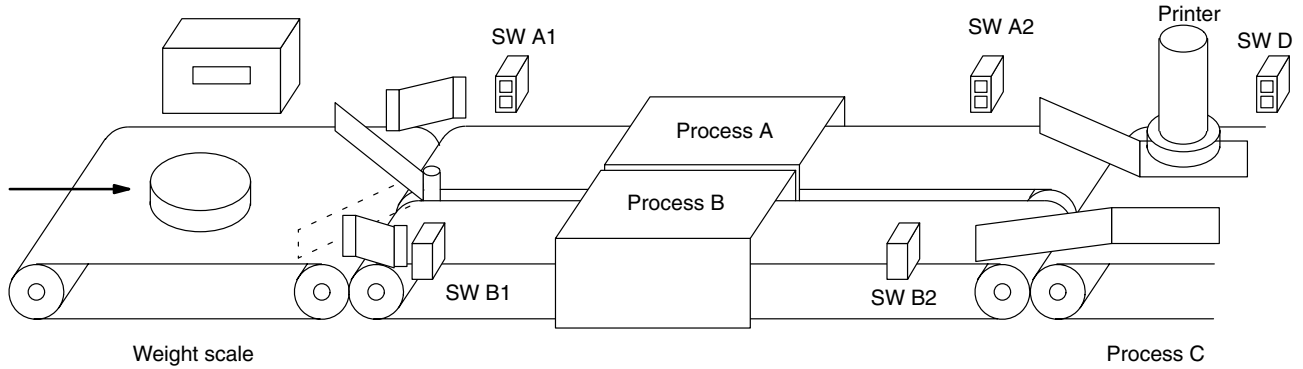 Printer
SW A1
SW A2
SW D
Process A
Process B
SW B1
SW B2
Weight scale
Process C